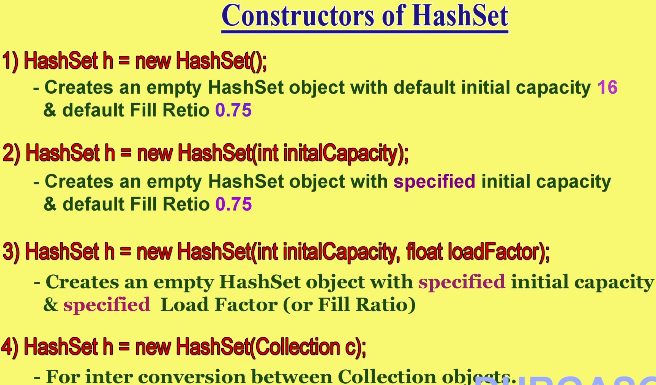 Constructors of HashSet
1) HashSet h = new HashSet();
- Creates an empty HashSet object with default initial capacity 16
& default Fill Retio 0.75
2) HashSet h = new HashSet(int initalCapacity);
- Creates an empty HashSet object with specified initial capacity
& default Fill Retio 0.75
3) HashSet h = new HashSet(int initalCapacity, float loadFactor);
- Creates an empty HashSet object with specified initial capacity
& specified Load Factor (or Fill Ratio)
4) HashSet h = new HashSet(Collection c);
- For inter conversion between Collection objects.